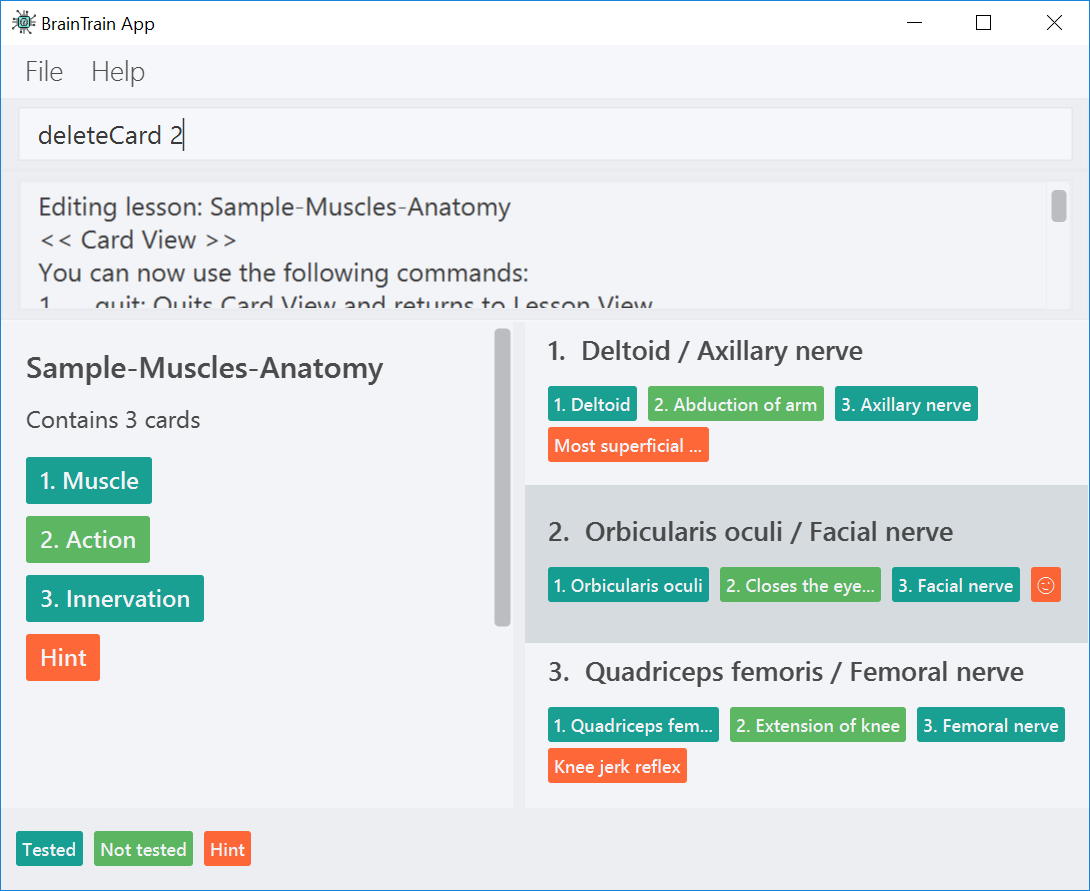 BrainTrain App
File Help
deleteCard 2
Editing lesson: Sample-Muscles-Anatomy
<< Card View >>
You can now use the following commands:
1. quit: Quits Card View and returns to Lesson View
Sample-Muscles-Anatomy
Contains 3 cards
1. Muscle
2. Action
3. Innervation
Hint
1. Deltoid / Axillary nerve
1. Deltoid 2. Abduction of arm 3. Axillary nerve
Most superficial ...
2. Orbicularis oculi / Facial nerve
1. Orbicularis oculi 2. Closes the eye... 3. Facial nerve ☺
3. Quadriceps femoris / Femoral nerve
1. Quadriceps fem... 2. Extension of knee 3. Femoral nerve
Knee jerk reflex
Tested Not tested Hint